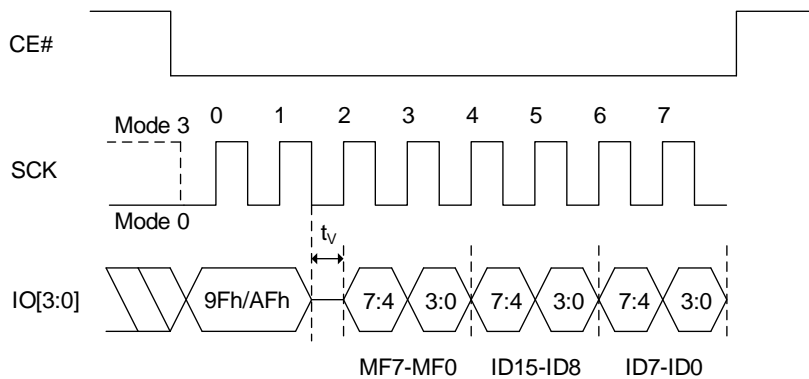 CE#
0 1 2 3 4 5 6 7
Mode 3
SCK
Mode 0
tV
IO[3:0]
9Fh/AFh
7:4 3:0 7:4 3:0 7:4 3:0
MF7-MF0 ID15-ID8 ID7-ID0